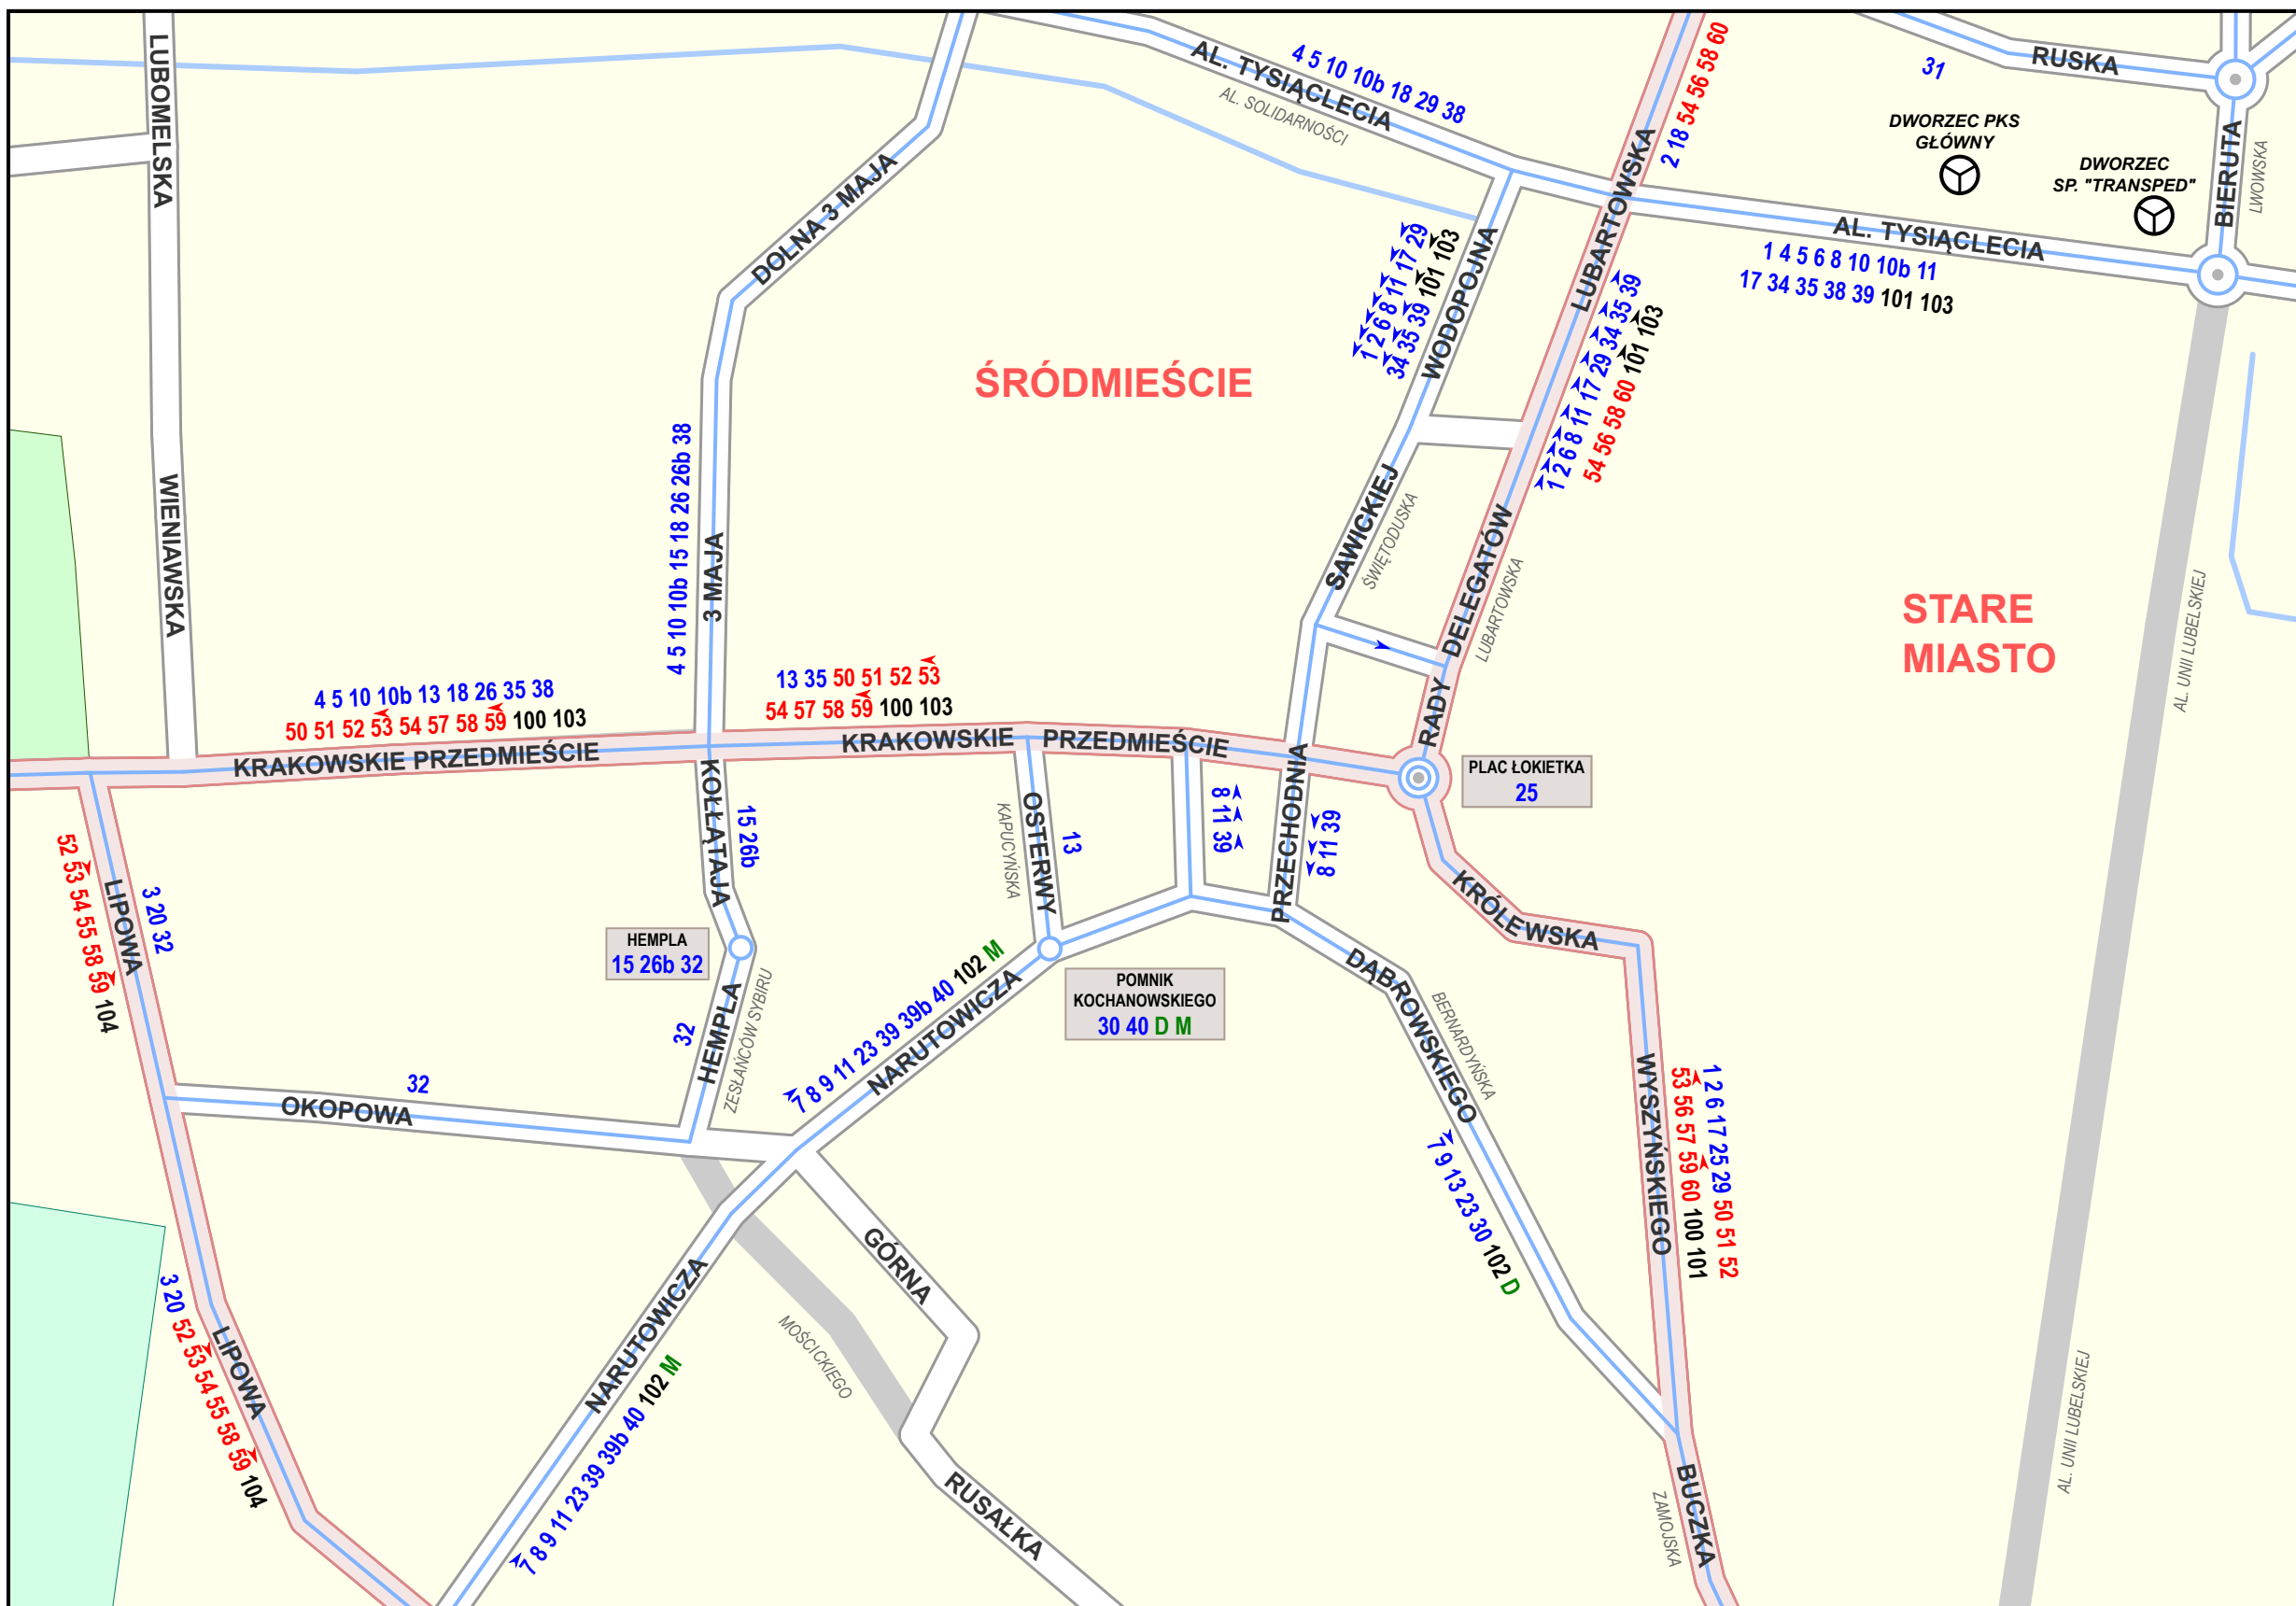 LUBOMELSKA
AL. TYSIĄCLECIA
4 5 10 10b 18 29 38
AL. SOLIDARNOŚCI
2 18 54 56 58 60
31
RUSKA
DWORZEC PKS
GŁÓWNY
DWORZEC
SP. "TRANSPED"
BIERUTA
LWOWSKA
DOLNA 3 MAJA
LUBARTOWSKA
AL. TYSIĄCLECIA
1 4 5 6 8 10 10b 11
17 34 35 38 39 101 103
1 2 6 8 11 17 29
34 35 39 101 103
WODOPOJNA
1 2 6 8 11 17 29 34 35 39
54 56 58 60 101 103
ŚRÓDMIEŚCIE
WIENIAWSKA
4 5 10 10b 15 18 26 26b 38
3 MAJA
SAWICKIEJ
ŚWIĘTODUSKA
RADY DELEGATÓW
LUBARTOWSKA
STARE
MIASTO
AL. UNII LUBELSKIEJ
4 5 10 10b 13 18 26 35 38
50 51 52 53 54 57 58 59 100 103
KRAKOWSKIE PRZEDMIEŚCIE
13 35 50 51 52 53
54 57 58 59 100 103
KRAKOWSKIE PRZEDMIEŚCIE
PLAC ŁOKIETKA
25
KOŁŁĄTAJA
15 26b
OSTERWY
KAPUCYŃSKA
13
8 11 39
PRZECHODNIA
8 11 39
LIPOWA
3 20 32
52 53 54 55 58 59 104
HEMPLA
15 26b 32
KRÓLEWSKA
32
HEMPLA
ZESŁAŃCÓW SYBIRU
7 8 9 11 23 39 39b 40 102 M
NARUTOWICZA
POMNIK
KOCHANOWSKIEGO
30 40 D M
DĄBROWSKIEGO
BERNARDYŃSKA
7 9 13 23 30 102 D
WYSZYŃSKIEGO
1 2 6 17 25 29 50 51 52
53 56 57 59 60 100 101
32
OKOPOWA
GÓRNA
MOŚCICKIEGO
3 20 52 53 54 55 58 59 104
LIPOWA
NARUTOWICZA
7 8 9 11 23 39 39b 40 102 M
RUSAŁKA
BUCZKA
ZAMOJSKA
AL. UNII LUBELSKIEJ